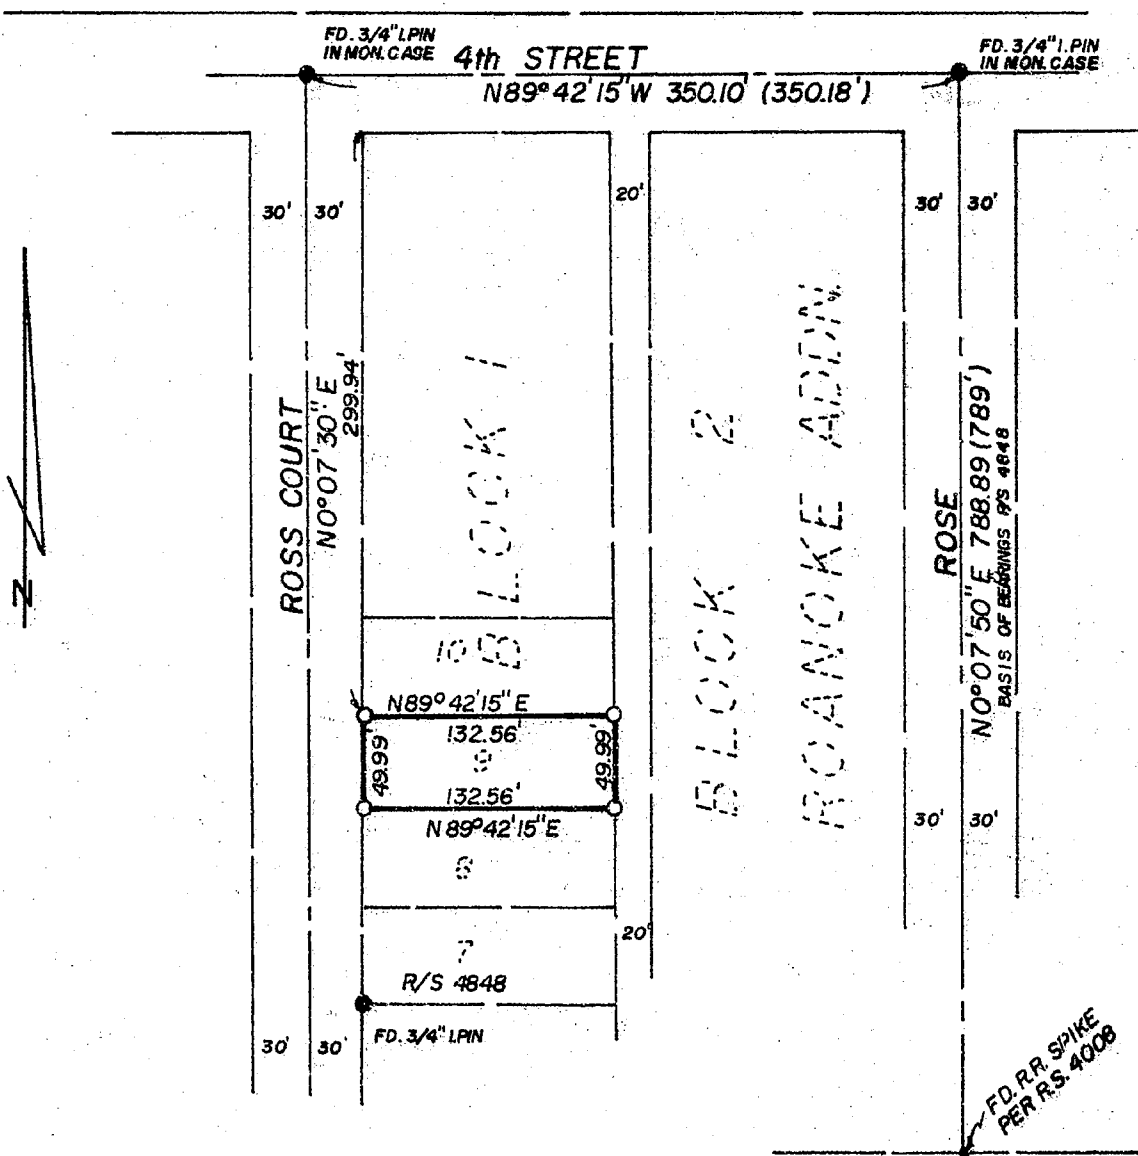 FD. 3/4" I.PIN
IN MON. CASE
4th STREET
FD. 3/4" I. PIN
IN MON. CASE
N89°42'15"W 350.10' (350.18')
30'
30'
20'
30'
30'
N
ROSS COURT
N0°07'30"E
299.94'
BLOCK 1
BLOCK 2
ROANOKE ADDN.
ROSE
N0°07'50"E 788.89 (789')
BASIS OF BEARINGS R/S 4848
10
N89°42'15"E
132.56'
49.99'
9
49.99'
132.56'
N89°42'15"E
30'
30'
8
20'
7
R/S 4848
FD. 3/4" I.PIN
30'
30'
FD. R.R. SPIKE
PER R.S. 4008